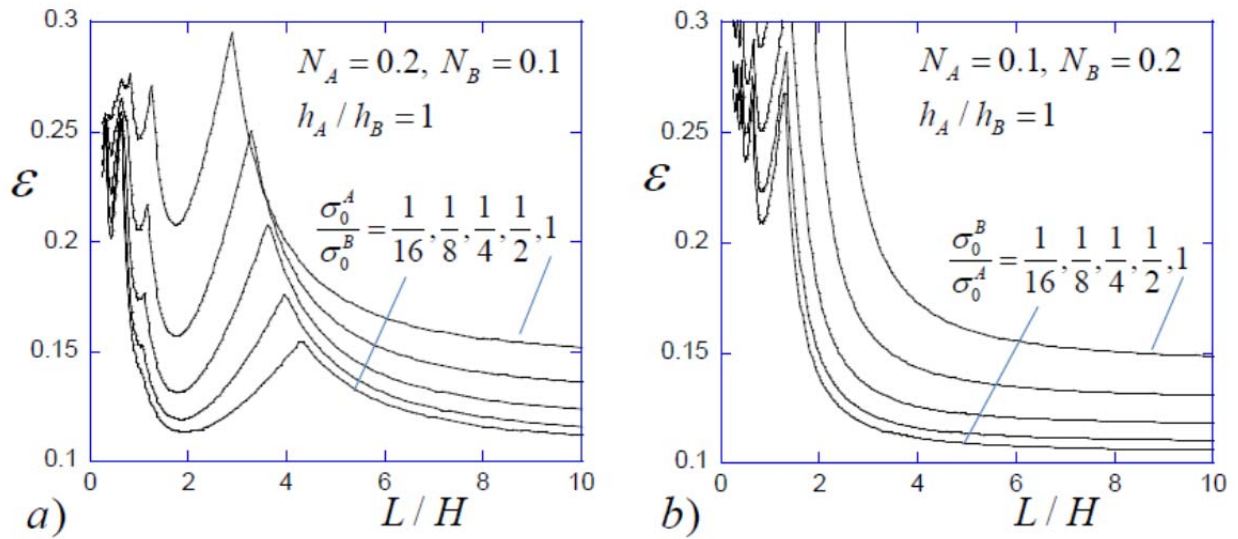 0.3
0.25
0.2
0.15
0.1
ε
N_A = 0.2, N_B = 0.1
h_A / h_B = 1
σ_0^A / σ_0^B = 1/16, 1/8, 1/4, 1/2, 1
0 2 4 6 8 10
a) L / H
0.3
0.25
0.2
0.15
0.1
ε
N_A = 0.1, N_B = 0.2
h_A / h_B = 1
σ_0^B / σ_0^A = 1/16, 1/8, 1/4, 1/2, 1
0 2 4 6 8 10
b) L / H